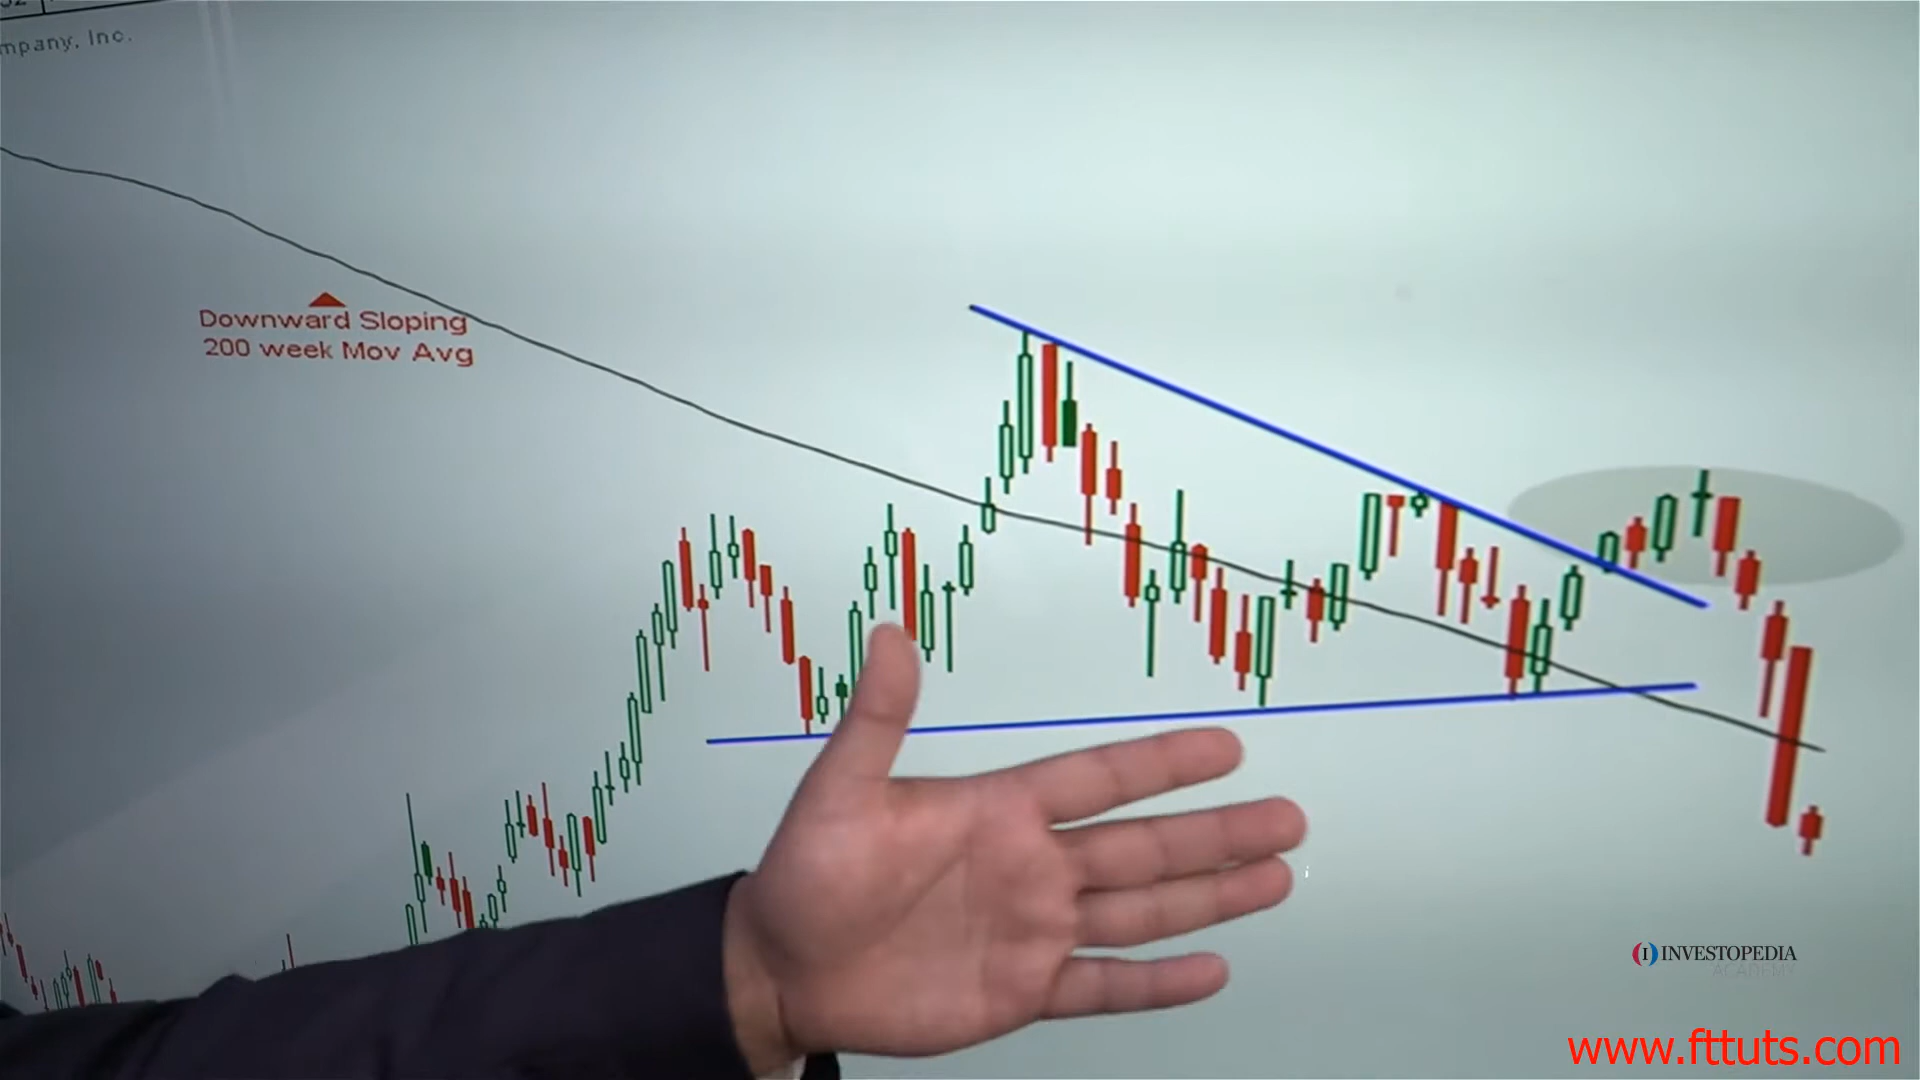 mpany, Inc.
Downward Sloping
200 week Mov Avg
INVESTOPEDIA
ACADEMY
www.fttuts.com